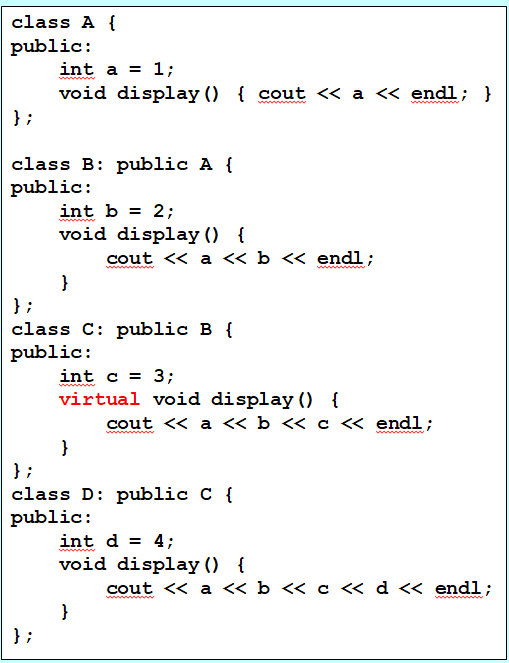 class A {
public:
    int a = 1;
    void display() { cout << a << endl; }
};

class B: public A {
public:
    int b = 2;
    void display() {
        cout << a << b << endl;
    }
};
class C: public B {
public:
    int c = 3;
    virtual void display() {
        cout << a << b << c << endl;
    }
};
class D: public C {
public:
    int d = 4;
    void display() {
        cout << a << b << c << d << endl;
    }
};